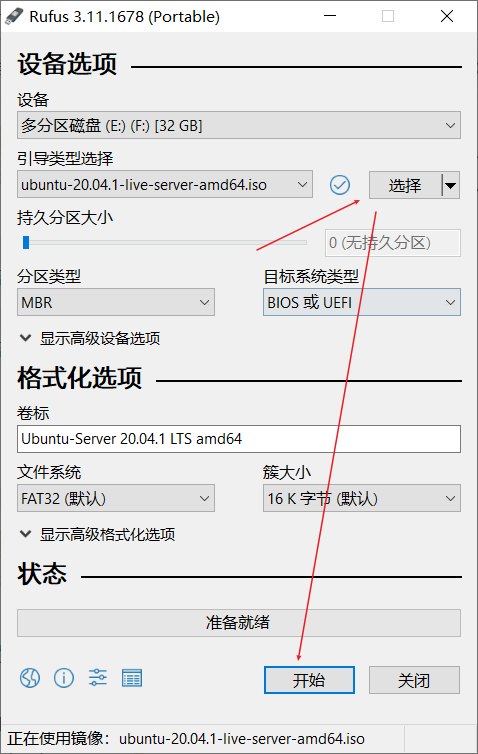 Rufus 3.11.1678 (Portable)
设备选项
设备
多分区磁盘 (E:) (F:) [32 GB]
引导类型选择
ubuntu-20.04.1-live-server-amd64.iso
选择
持久分区大小
0 (无持久分区)
分区类型
目标系统类型
MBR
BIOS 或 UEFI
显示高级设备选项
格式化选项
卷标
Ubuntu-Server 20.04.1 LTS amd64
文件系统
簇大小
FAT32 (默认)
16 K 字节 (默认)
显示高级格式化选项
状态
准备就绪
开始
关闭
正在使用镜像：ubuntu-20.04.1-live-server-amd64.iso